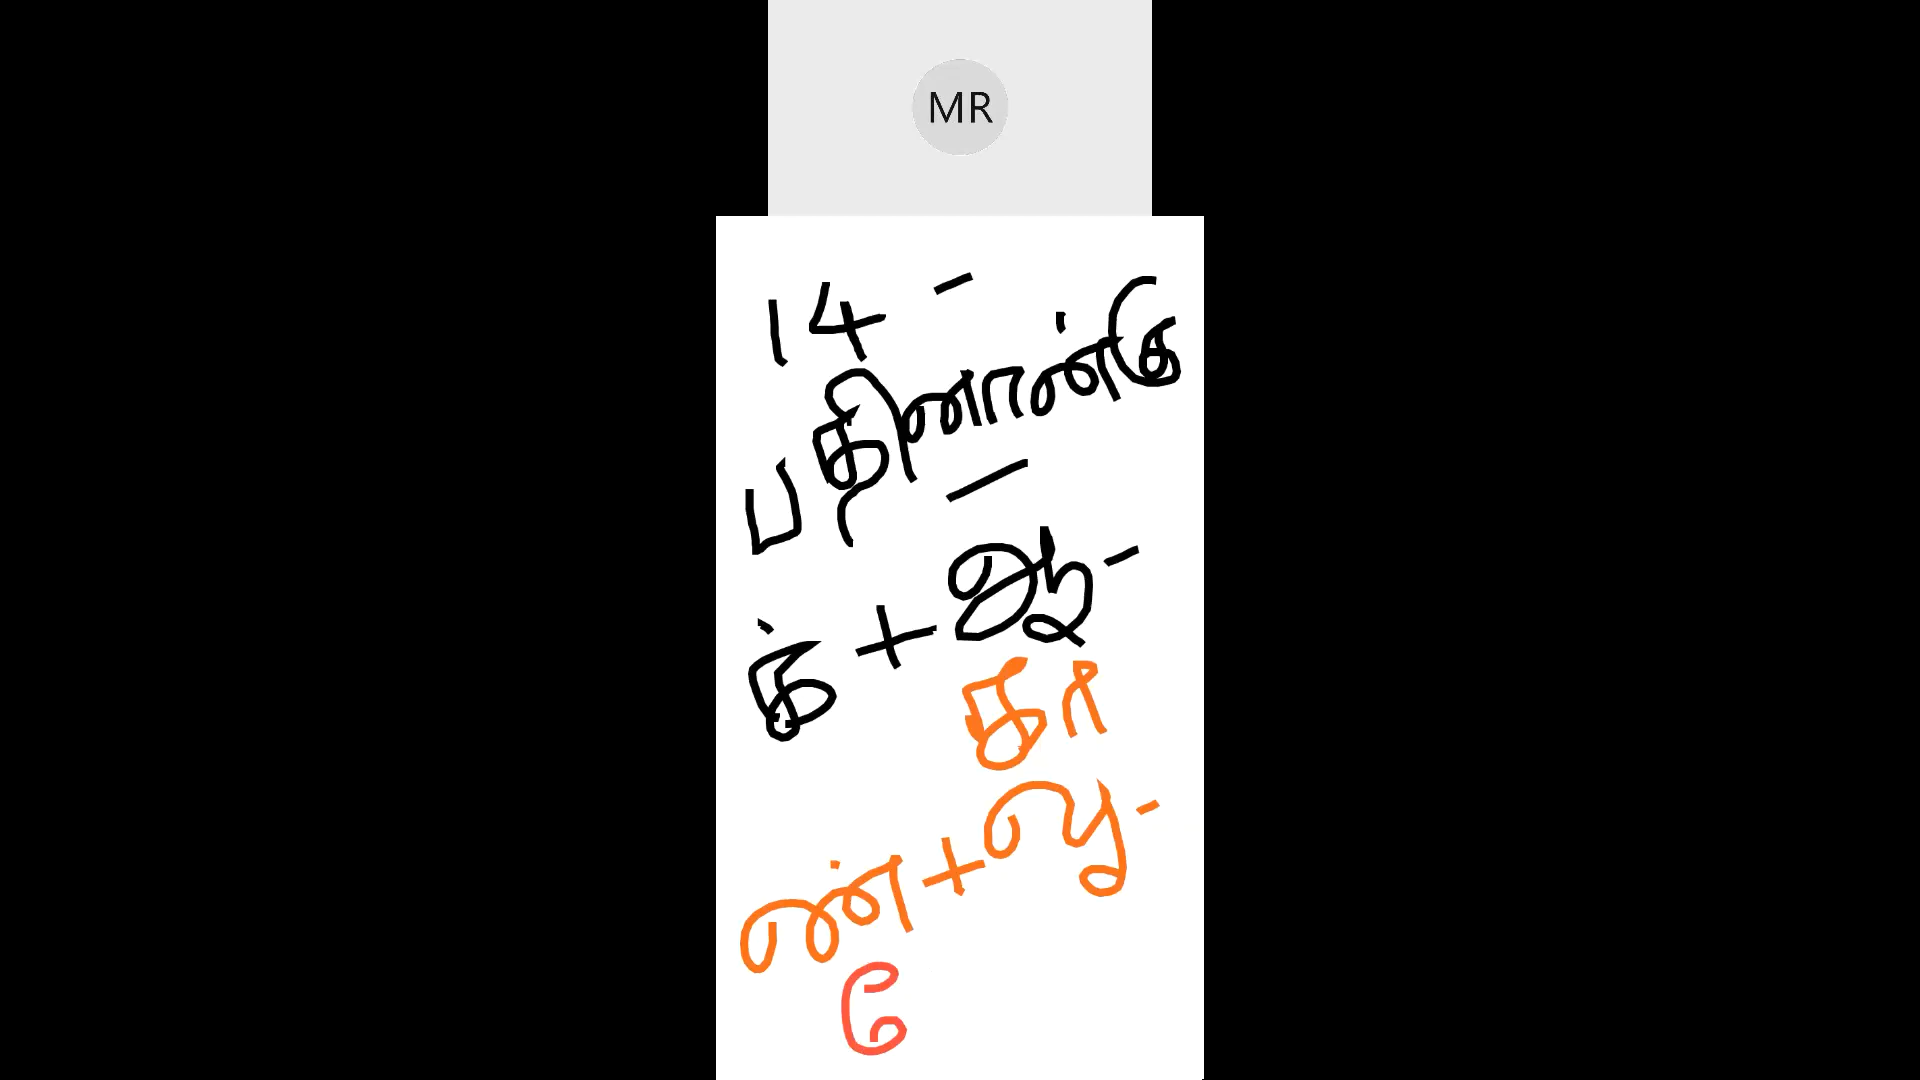 MR
14 -
பதினான்கு
—
க் + ஆ -
கா
ன் + ஏ -